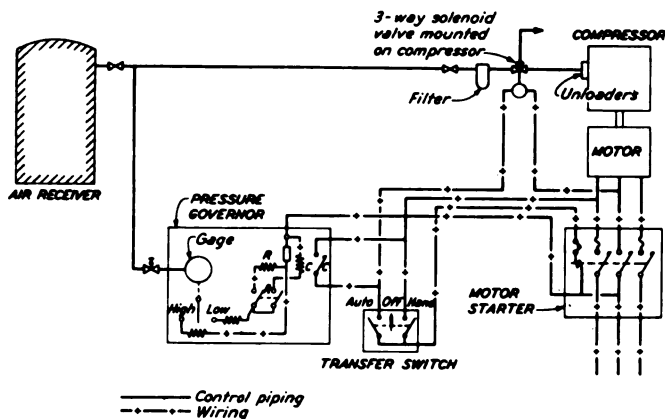 3-way solenoid
valve mounted
on compressor
COMPRESSOR
Filter
Unloaders
MOTOR
AIR RECEIVER
PRESSURE
GOVERNOR
Gage
R
C
C
R
High
Low
Auto Off Hand
MOTOR
STARTER
TRANSFER SWITCH
Control piping
Wiring